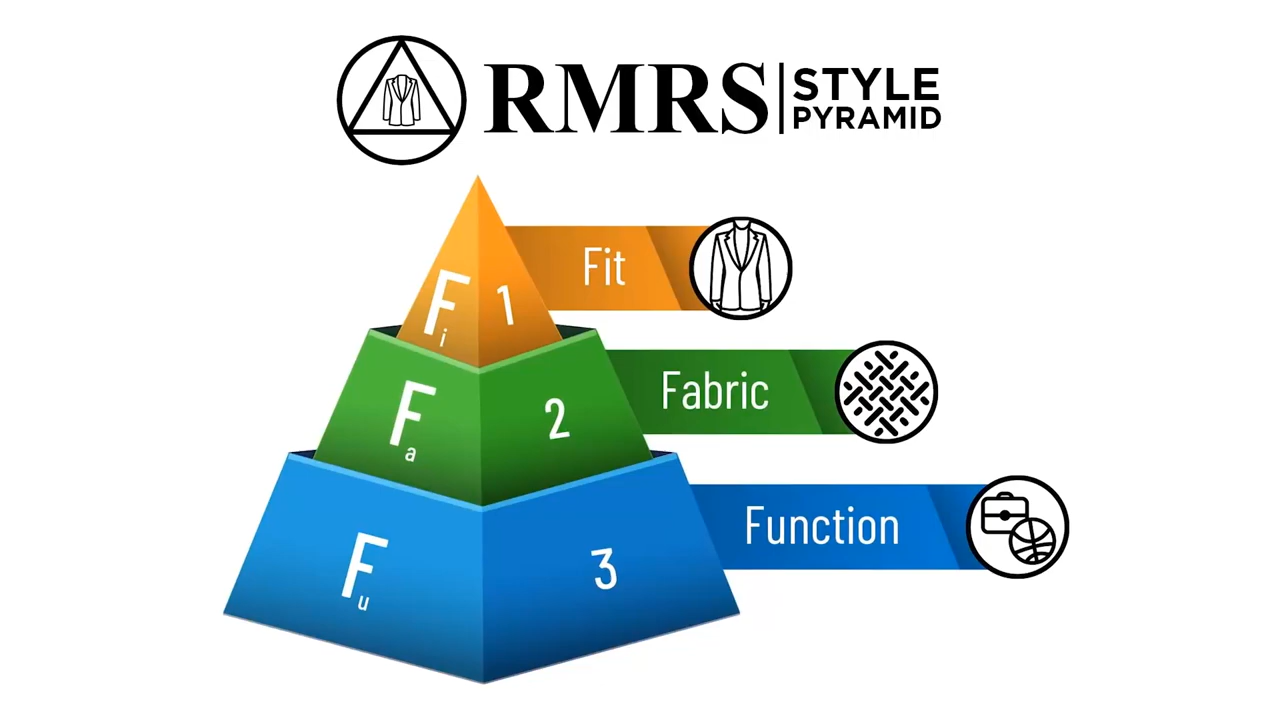 RMRS
STYLE
PYRAMID
Fi
1
Fit
Fa
2
Fabric
Fu
3
Function